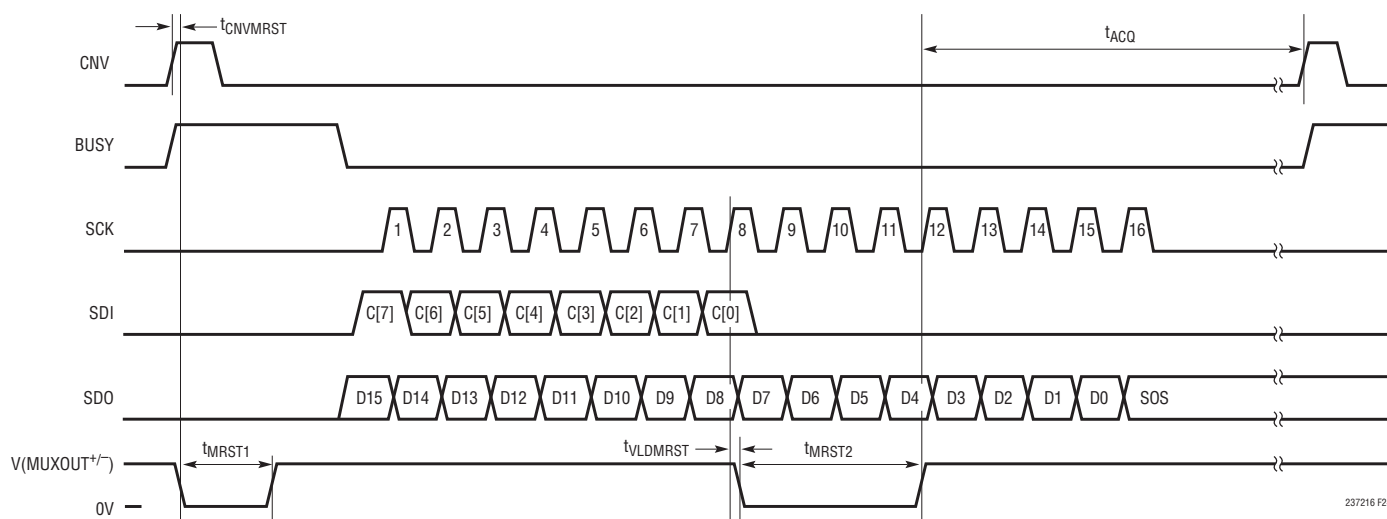 tCNVMRST
tACQ
CNV
BUSY
SCK
1 2 3 4 5 6 7 8 9 10 11 12 13 14 15 16
SDI
C[7] C[6] C[5] C[4] C[3] C[2] C[1] C[0]
SDO
D15 D14 D13 D12 D11 D10 D9 D8 D7 D6 D5 D4 D3 D2 D1 D0 SOS
tMRST1
tVLDMRST
tMRST2
V(MUXOUT+/–)
0V
237216 F2